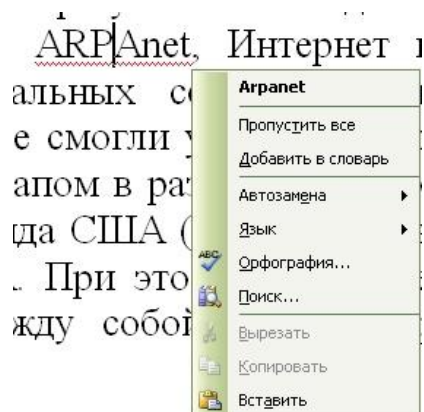 ARPAnet, Интернет
альных
е смогли
апом в
да США (
. При это
жду собой
Arpanet
Пропустить все
Добавить в словарь
Автозамена
Язык
Орфография...
Поиск...
Вырезать
Копировать
Вставить